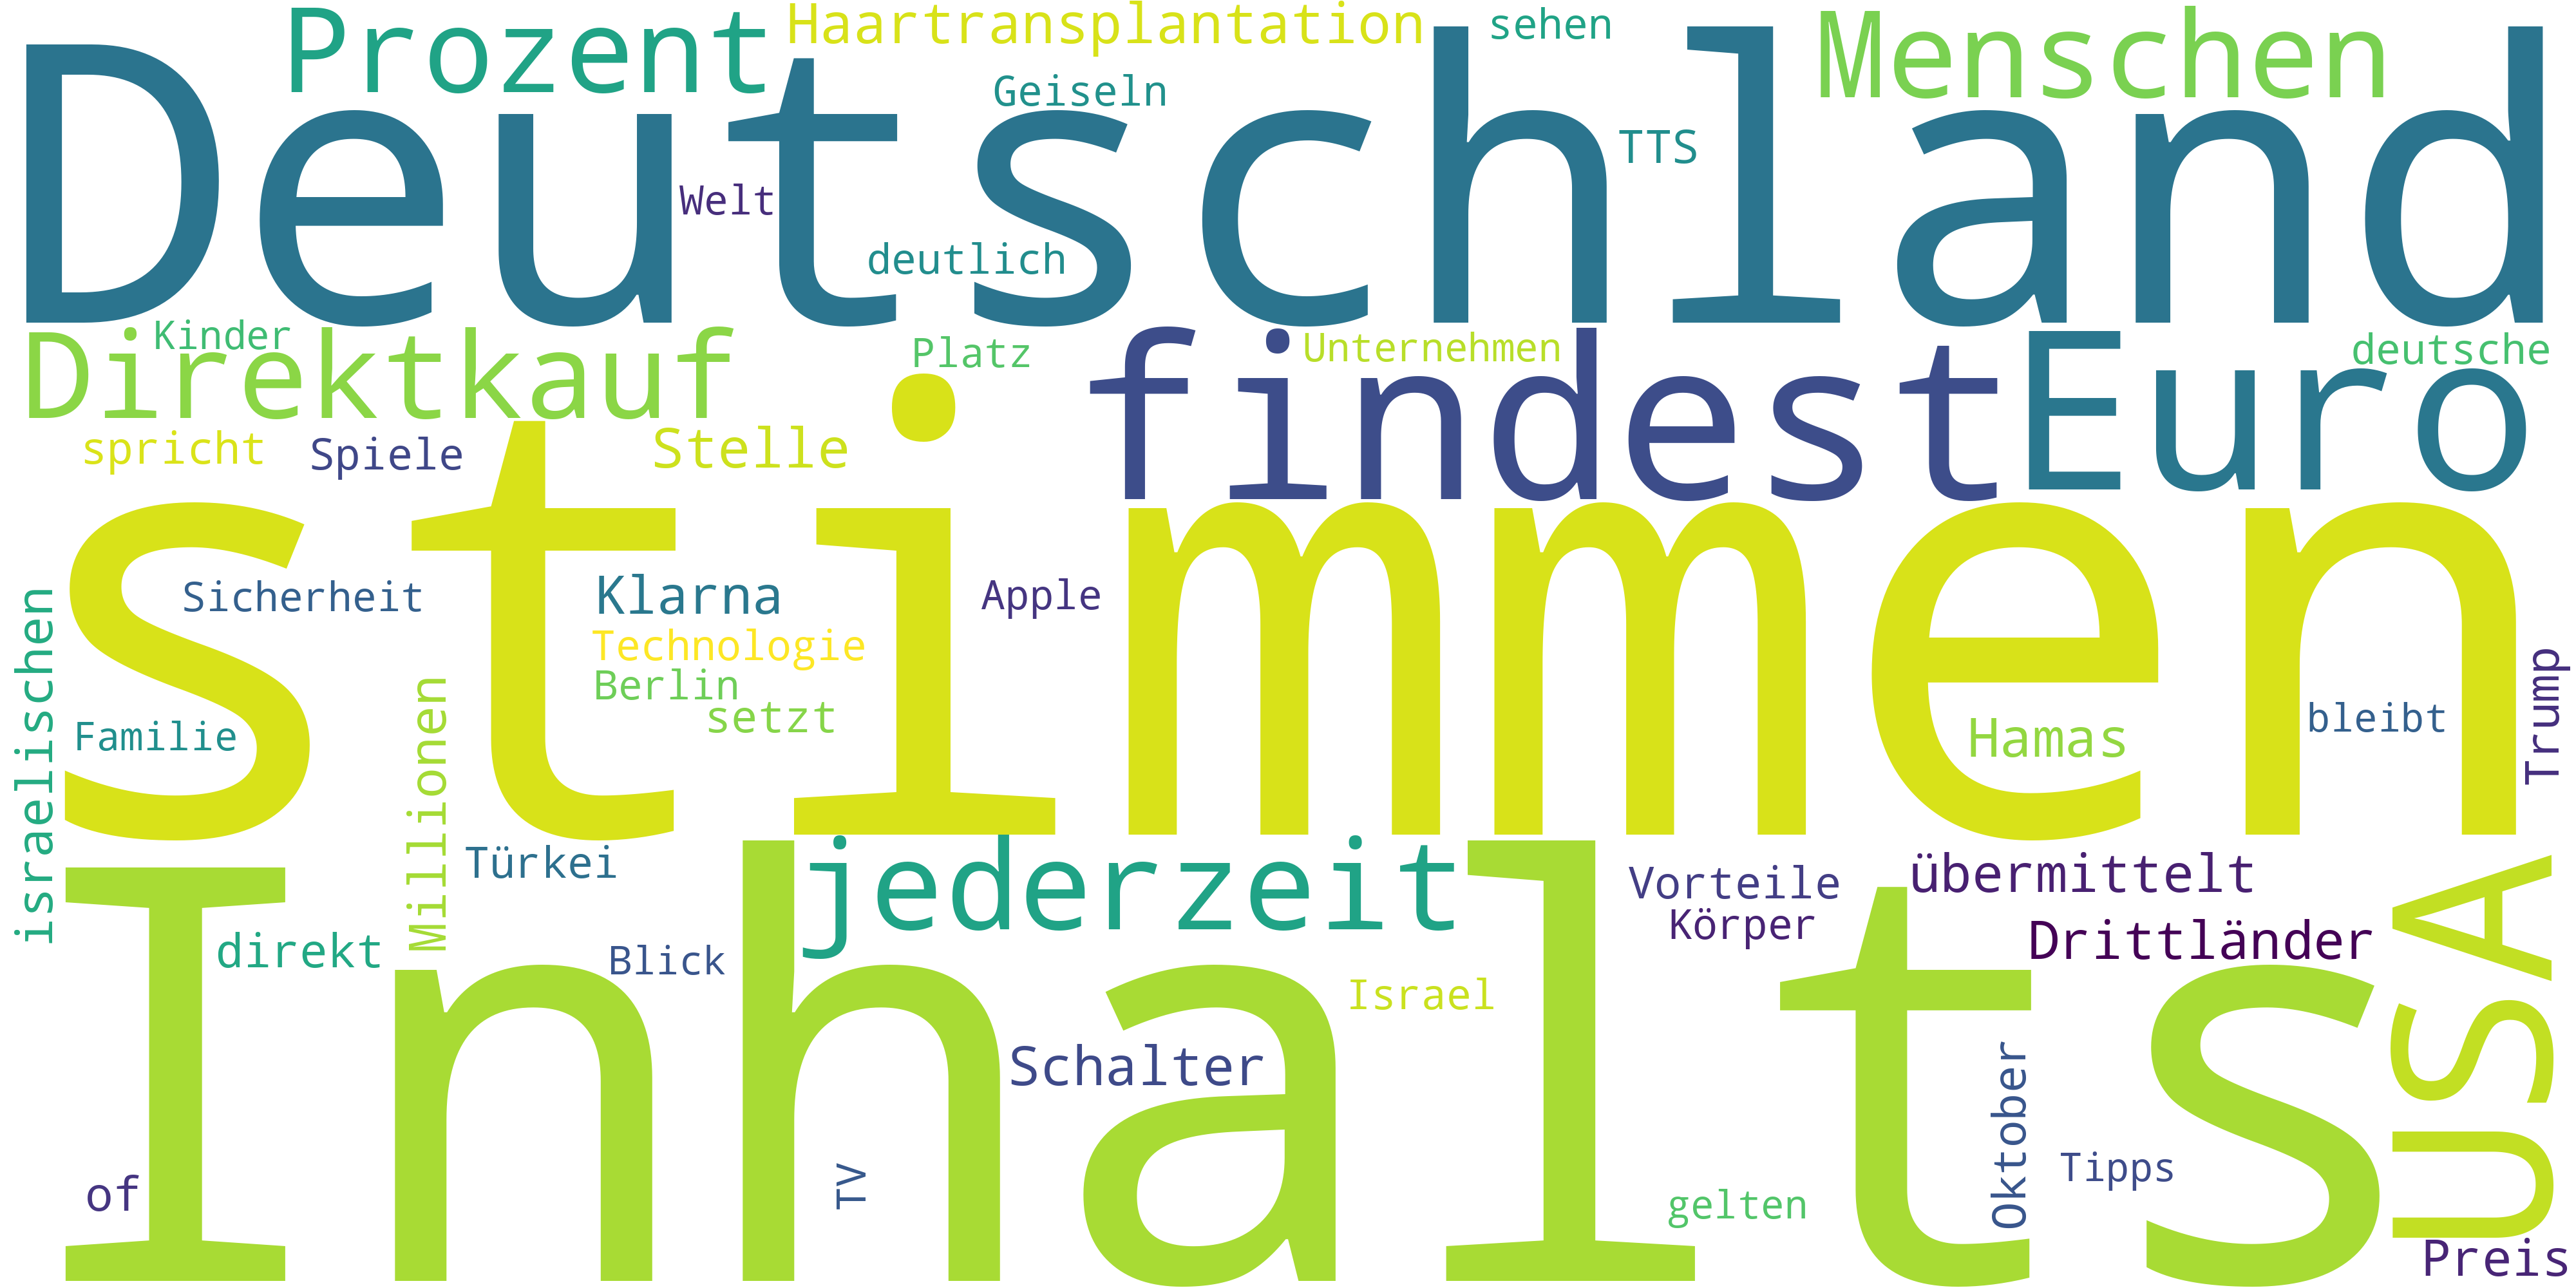 Prozent
Haartransplantation
sehen
Menschen
Deutschland
Geiseln
TTS
Welt
deutlich
Kinder
Direktkauf
Platz
findest
Unternehmen
Euro
deutsche
spricht
Spiele
Stelle
stimmen
Sicherheit
Klarna
Apple
Technologie
Berlin
setzt
israelischen
Familie
Millionen
Hamas
bleibt
Trump
Türkei
jederzeit
Vorteile
übermittelt
Körper
Drittländer
Inhalts
direkt
Blick
Israel
USA
Schalter
Oktober
of
TV
gelten
Tipps
Preis